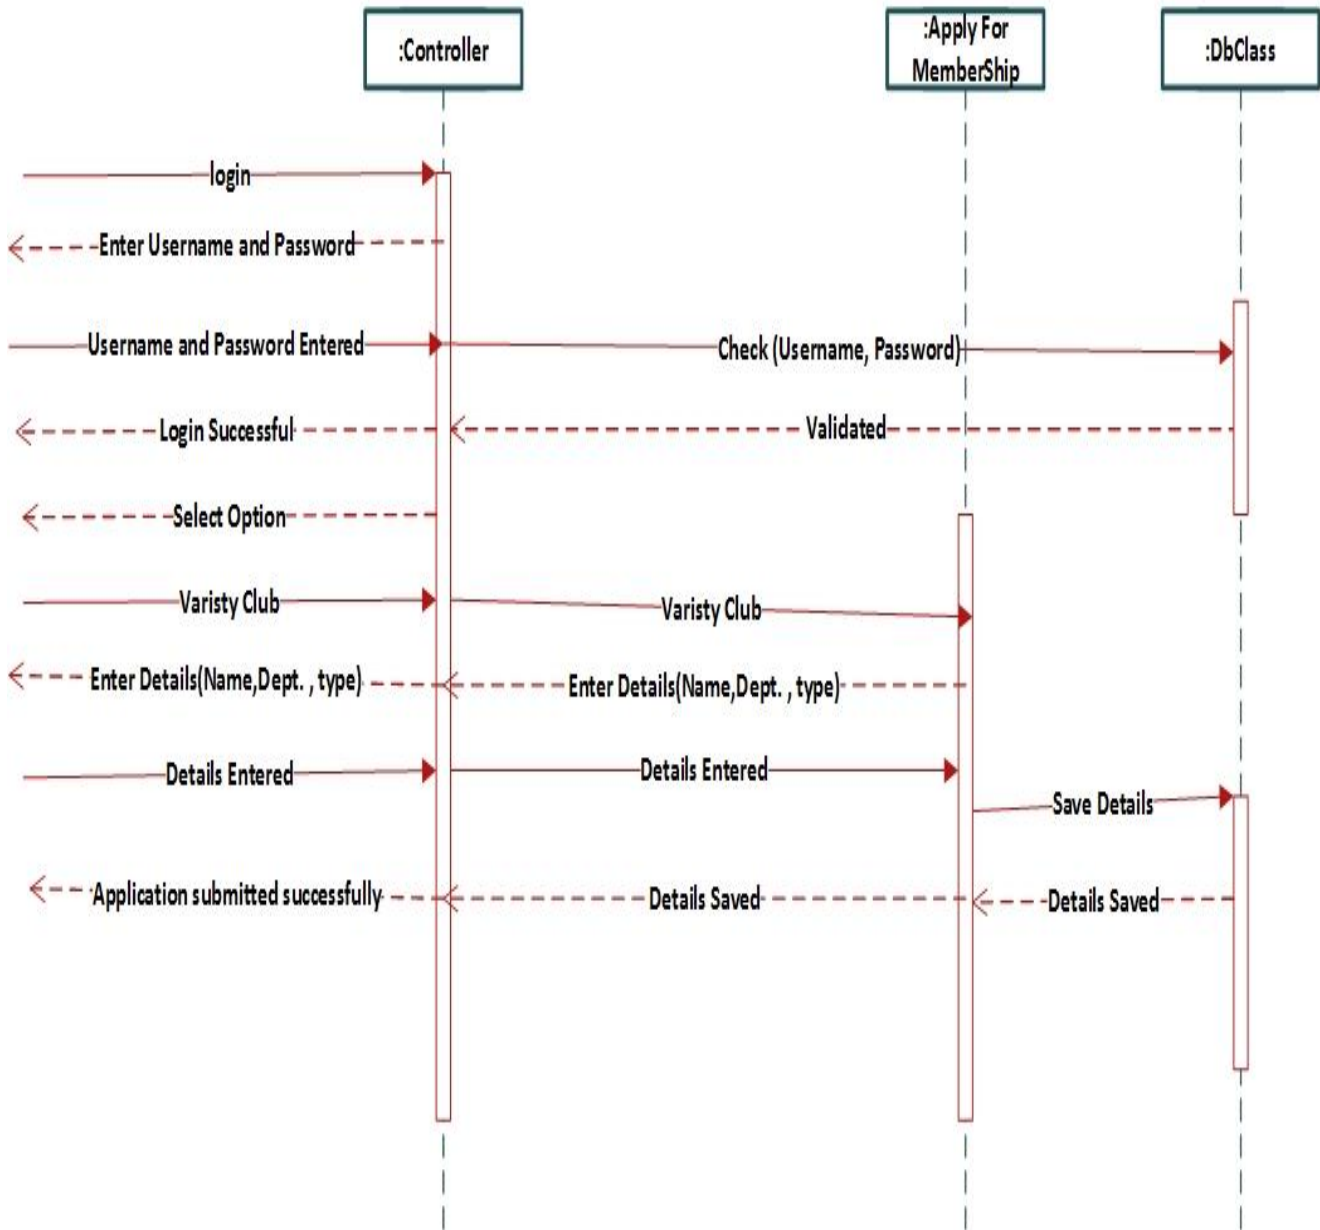 :Controller
:Apply For
MemberShip
:DbClass
login
Enter Username and Password
Username and Password Entered
Check (Username, Password)
Login Successful
Validated
Select Option
Varisty Club
Varisty Club
Enter Details(Name,Dept. , type)
Enter Details(Name,Dept. , type)
Details Entered
Details Entered
Save Details
Application submitted successfully
Details Saved
Details Saved